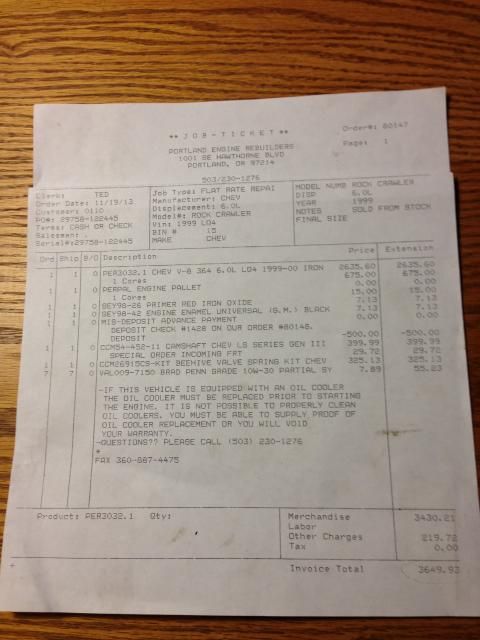 ** J O B - T I C K E T **
Order#: 80147
Page: 1
PORTLAND ENGINE REBUILDERS
1001 SE HAWTHORNE BLVD
PORTLAND, OR 97214
503/230-1276
Clerk: TED
Order Date: 11/19/13
Customer: 0110
PO#: 29758-122445
Terms: CASH OR CHECK
Salesman: .
Serial#:29758-122445
Job Type: FLAT RATE REPAI
Manufacturer: CHEV
Displacement: 6.0L
Model#: ROCK CRAWLER
Vin: 1999 LO4
BIN # 15
MAKE CHEV
MODEL NUMB ROCK CRAWLER
DISP 6.0L
YEAR 1999
NOTES SOLD FROM STOCK
FINAL SIZE
Ord Ship B/O Description Price Extension
1 1 0 PER3032.1 CHEV V-8 364 6.0L LO4 1999-00 IRON 2635.60 2635.60
1 Cores 675.00 675.00
1 1 0 PERPAL ENGINE PALLET 0.00 0.00
1 Cores 15.00 15.00
1 1 0 SEY98-26 PRIMER RED IRON OXIDE 7.13 7.13
1 1 0 SEY98-42 ENGINE ENAMEL UNIVERSAL (G.M.) BLACK 7.13 7.13
1 1 0 MIS-DEPOSIT ADVANCE PAYMENT 0.00 0.00
DEPOSIT CHECK #1428 ON OUR ORDER #80146.
DEPOSIT -500.00 -500.00
1 1 0 CCM54-452-11 CAMSHAFT CHEV LS SERIES GEN III 399.99 399.99
SPECIAL ORDER INCOMING FRT 29.72 29.72
1 1 0 CCM26915CS-KIT BEEHIVE VALVE SPRING KIT CHEV 325.13 325.13
7 7 0 VAL009-7150 BRAD PENN GRADE 10W-30 PARTIAL SY 7.89 55.23
-IF THIS VEHICLE IS EQUIPPED WITH AN OIL COOLER
THE OIL COOLER MUST BE REPLACED PRIOR TO STARTING
THE ENGINE. IT IS NOT POSSIBLE TO PROPERLY CLEAN
OIL COOLERS. YOU MUST BE ABLE TO SUPPLY PROOF OF
OIL COOLER REPLACEMENT OR YOU WILL VOID
YOUR WARRANTY.
-QUESTIONS?? PLEASE CALL (503) 230-1276
*
FAX 360-887-4475
Product: PER3032.1 Qty:
Merchandise 3430.21
Labor
Other Charges 219.72
Tax 0.00
Invoice Total 3649.93